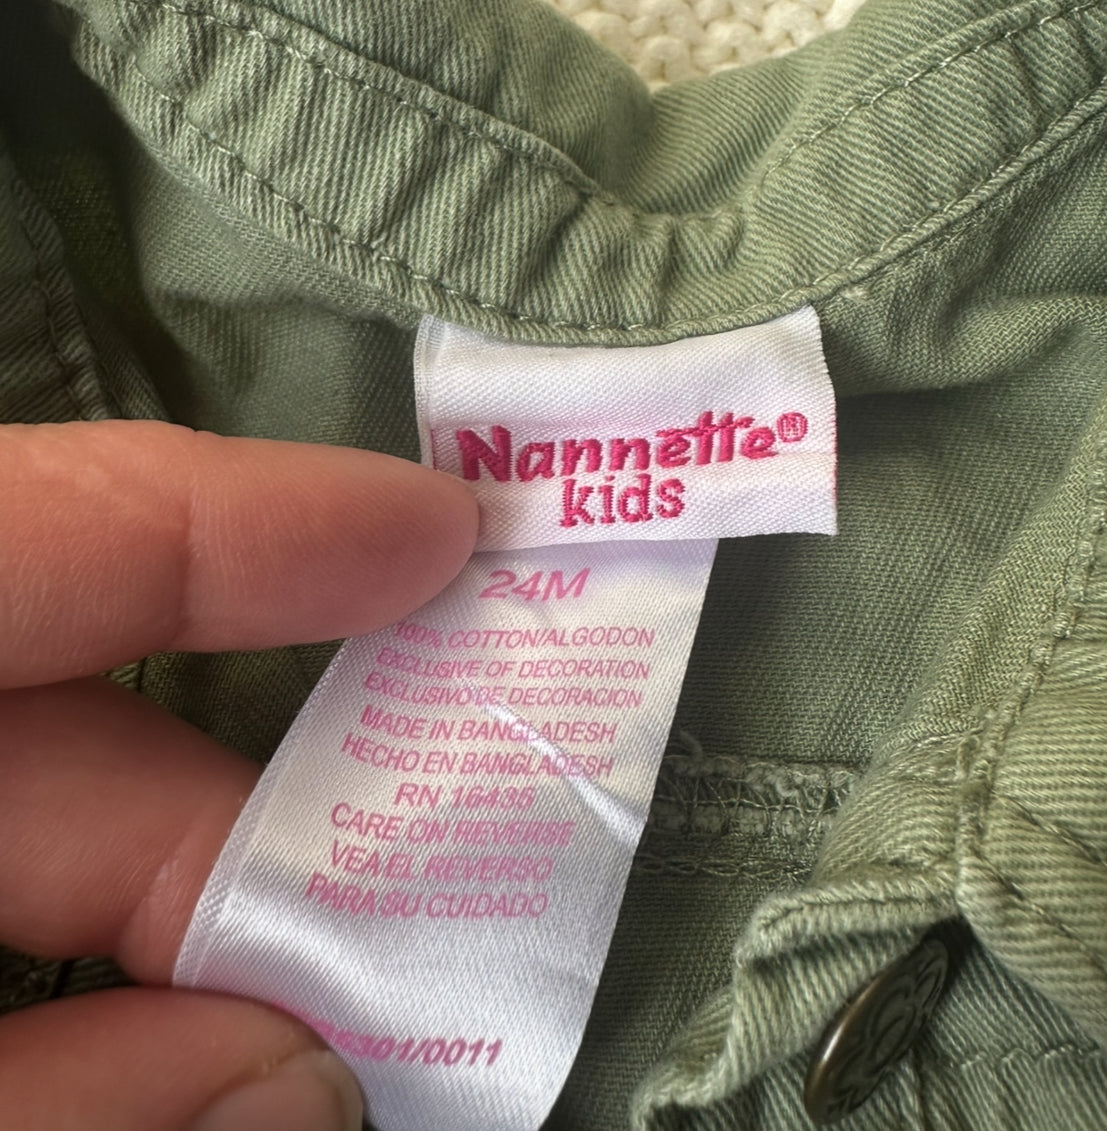 Nannette®
kids
24M
100% COTTON/ALGODON
EXCLUSIVE OF DECORATION
EXCLUSIVO DE DECORACION
MADE IN BANGLADESH
HECHO EN BANGLADESH
RN 16435
CARE ON REVERSE
VEA EL REVERSO
PARA SU CUIDADO